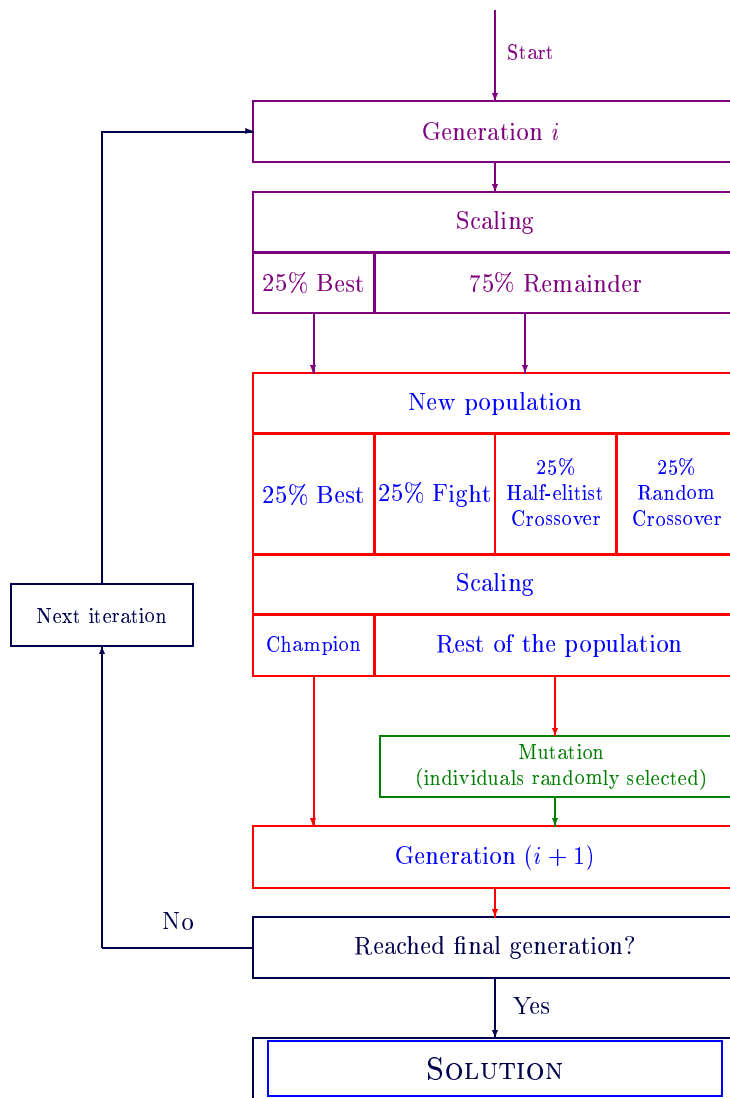 Start
Generation i
Scaling
25% Best
75% Remainder
New population
25% Best
25% Fight
25%
Half-elitist
Crossover
25%
Random
Crossover
Scaling
Next iteration
Champion
Rest of the population
Mutation
(individuals randomly selected)
Generation (i + 1)
No
Reached final generation?
Yes
SOLUTION